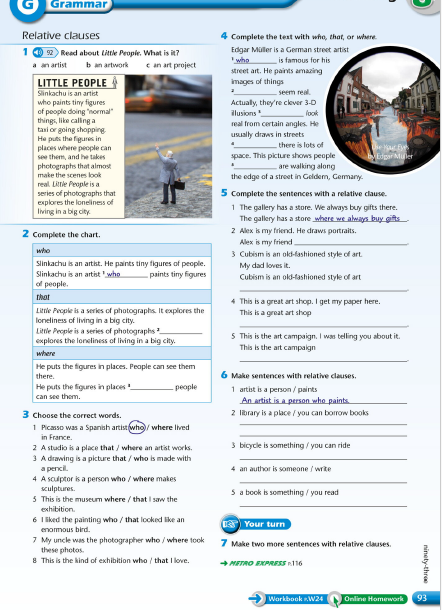 G Grammar
Relative clauses
1 92 Read about Little People. What is it?
a an artist b an artwork c an art project
LITTLE PEOPLE
Slinkachu is an artist
who paints tiny figures
of people doing "normal"
things, like calling a
taxi or going shopping.
He puts the figures in
places where people can
see them, and he takes
photographs that almost
make the scenes look
real. Little People is a
series of photographs that
explores the loneliness of
living in a big city.
2 Complete the chart.
who
Slinkachu is an artist. He paints tiny figures of people.
Slinkachu is an artist ¹ who paints tiny figures
of people.
that
Little People is a series of photographs. It explores the
loneliness of living in a big city.
Little People is a series of photographs ²
explores the loneliness of living in a big city.
where
He puts the figures in places. People can see them
there.
He puts the figures in places ³ people
can see them.
3 Choose the correct words.
1 Picasso was a Spanish artist who / where lived
in France.
2 A studio is a place that / where an artist works.
3 A drawing is a picture that / who is made with
a pencil.
4 A sculptor is a person who / where makes
sculptures.
5 This is the museum where / that I saw the
exhibition.
6 I liked the painting who / that looked like an
enormous bird.
7 My uncle was the photographer who / where took
these photos.
8 This is the kind of exhibition who / that I love.
4 Complete the text with who, that, or where.
Edgar Müller is a German street artist
¹ who is famous for his
street art. He paints amazing
images of things
² seem real.
Actually, they're clever 3-D
illusions ³ look
real from certain angles. He
usually draws in streets
⁴ there is lots of
space. This picture shows people
⁵ are walking along
the edge of a street in Geldern, Germany.
Use Your Eyes
by Edgar Müller
5 Complete the sentences with a relative clause.
1 The gallery has a store. We always buy gifts there.
The gallery has a store where we always buy gifts.
2 Alex is my friend. He draws portraits.
Alex is my friend .
3 Cubism is an old-fashioned style of art.
My dad loves it.
Cubism is an old-fashioned style of art
.
4 This is a great art shop. I get my paper here.
This is a great art shop
.
5 This is the art campaign. I was telling you about it.
This is the art campaign
.
6 Make sentences with relative clauses.
1 artist is a person / paints
An artist is a person who paints.
2 library is a place / you can borrow books
3 bicycle is something / you can ride
4 an author is someone / write
5 a book is something / you read
Your turn
7 Make two more sentences with relative clauses.
METRO EXPRESS P.116
ninety-three
Workbook P.W24 Online Homework 93